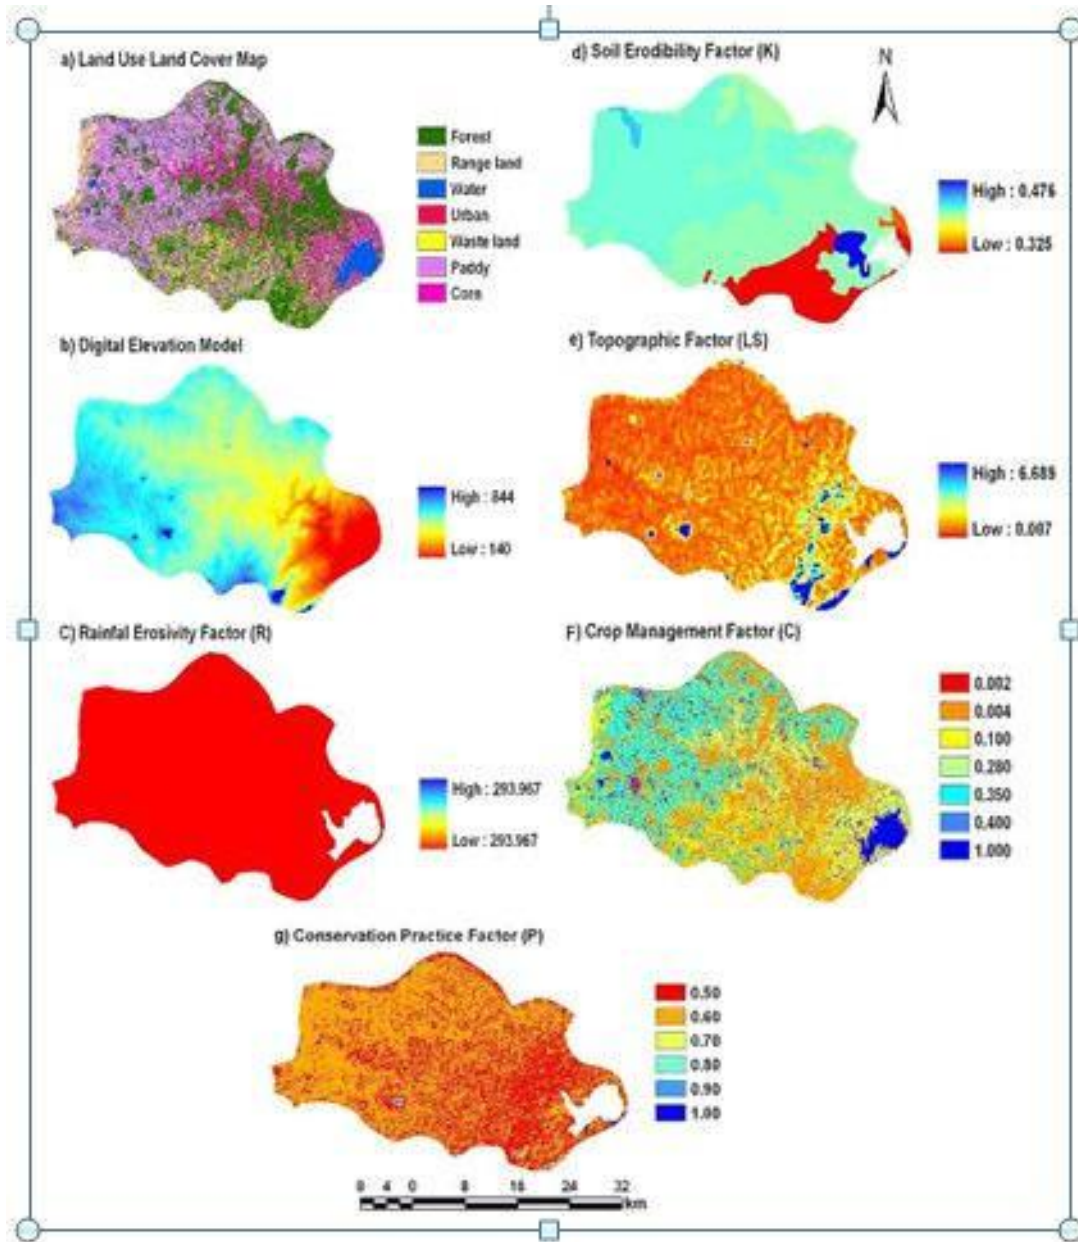 a) Land Use Land Cover Map
Forest
Range land
Water
Urban
Waste land
Paddy
Corn
d) Soil Erodibility Factor (K)
N
High : 0.476
Low : 0.325
b) Digital Elevation Model
High : 844
Low : 140
e) Topographic Factor (LS)
High : 6.689
Low : 0.007
C) Rainfall Erosivity Factor (R)
High : 293.967
Low : 293.967
F) Crop Management Factor (C)
0.002
0.004
0.100
0.280
0.350
0.400
1.000
g) Conservation Practice Factor (P)
0.50
0.60
0.70
0.80
0.90
1.00
8 4 0 8 16 24 32
km